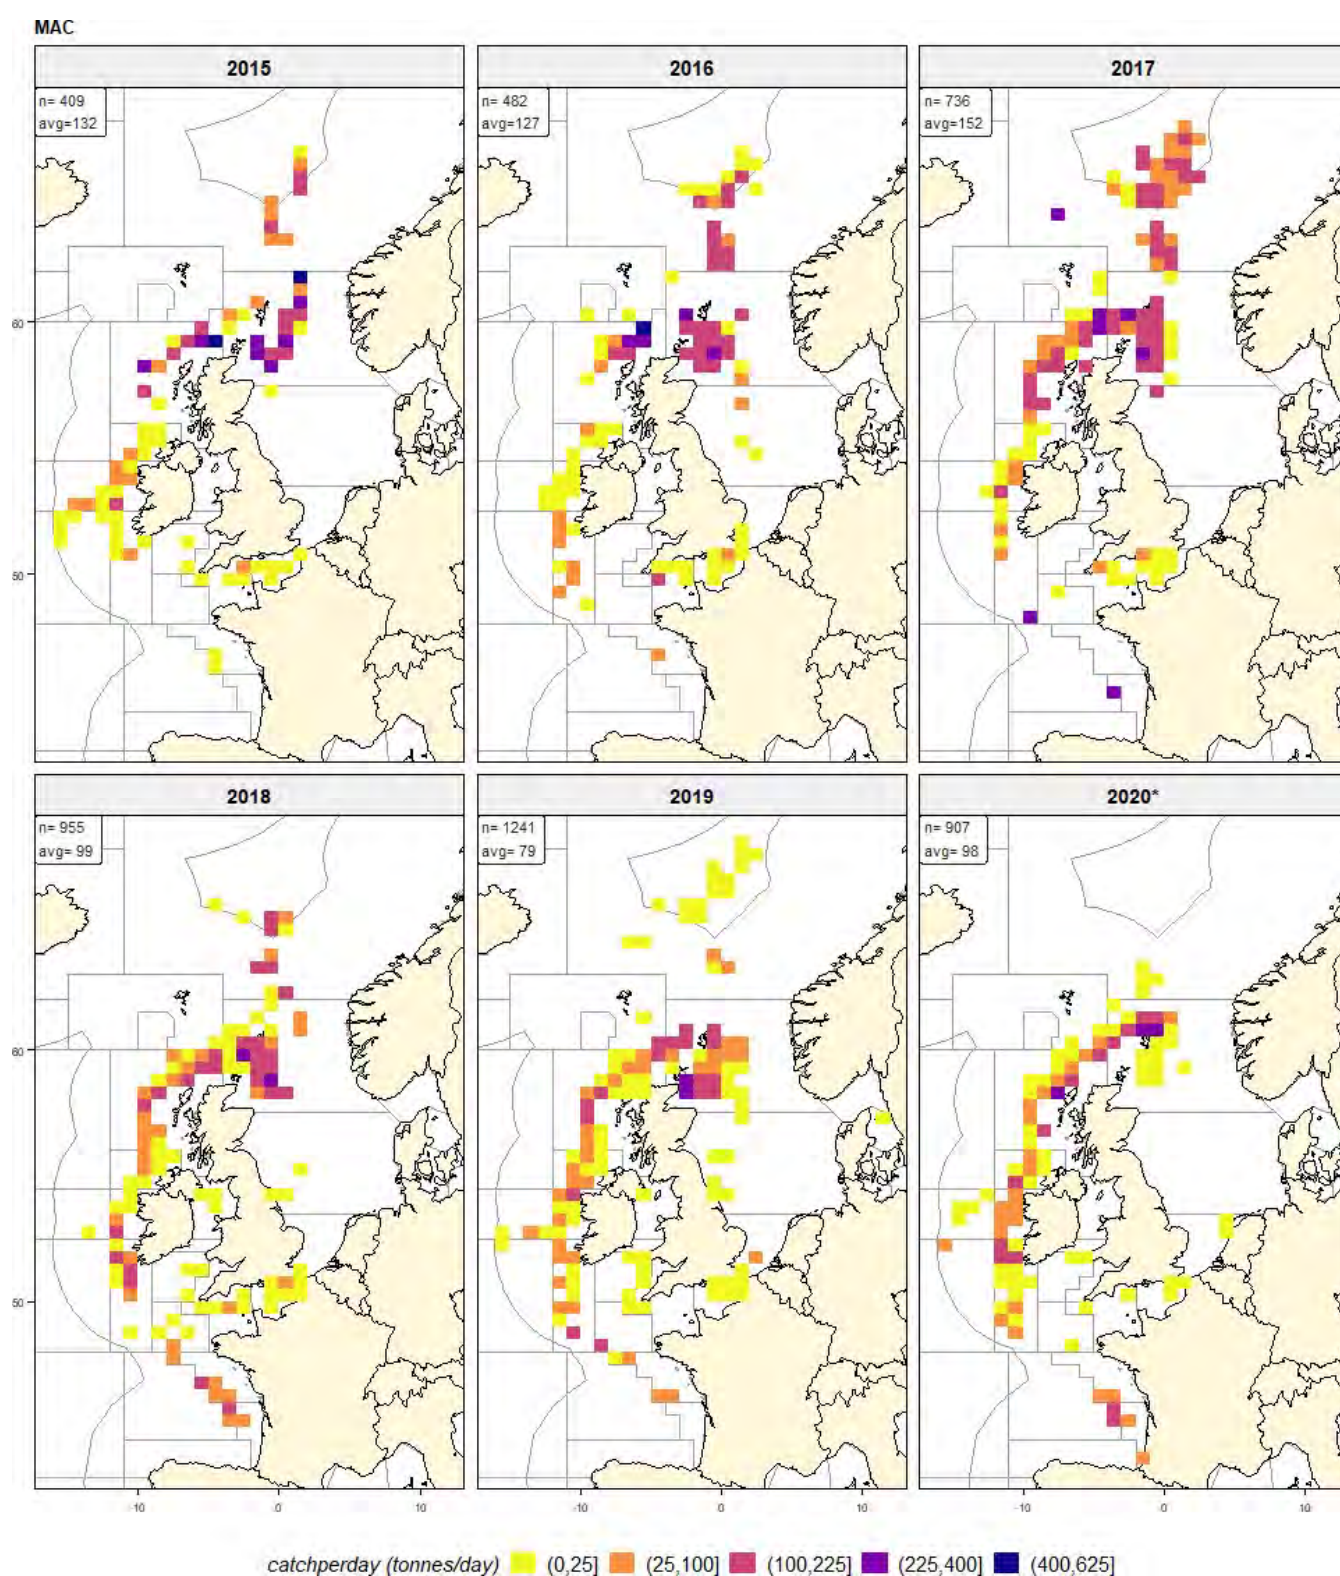 MAC
2015
2016
2017
n= 409
avg=132
n= 482
avg=127
n= 736
avg=152
60
50
2018
2019
2020*
n= 955
avg= 99
n= 1241
avg= 79
n= 907
avg= 98
60
50
-10 0 10 -10 0 10 -10 0 10
catchperday (tonnes/day) (0,25] (25,100] (100,225] (225,400] (400,625]